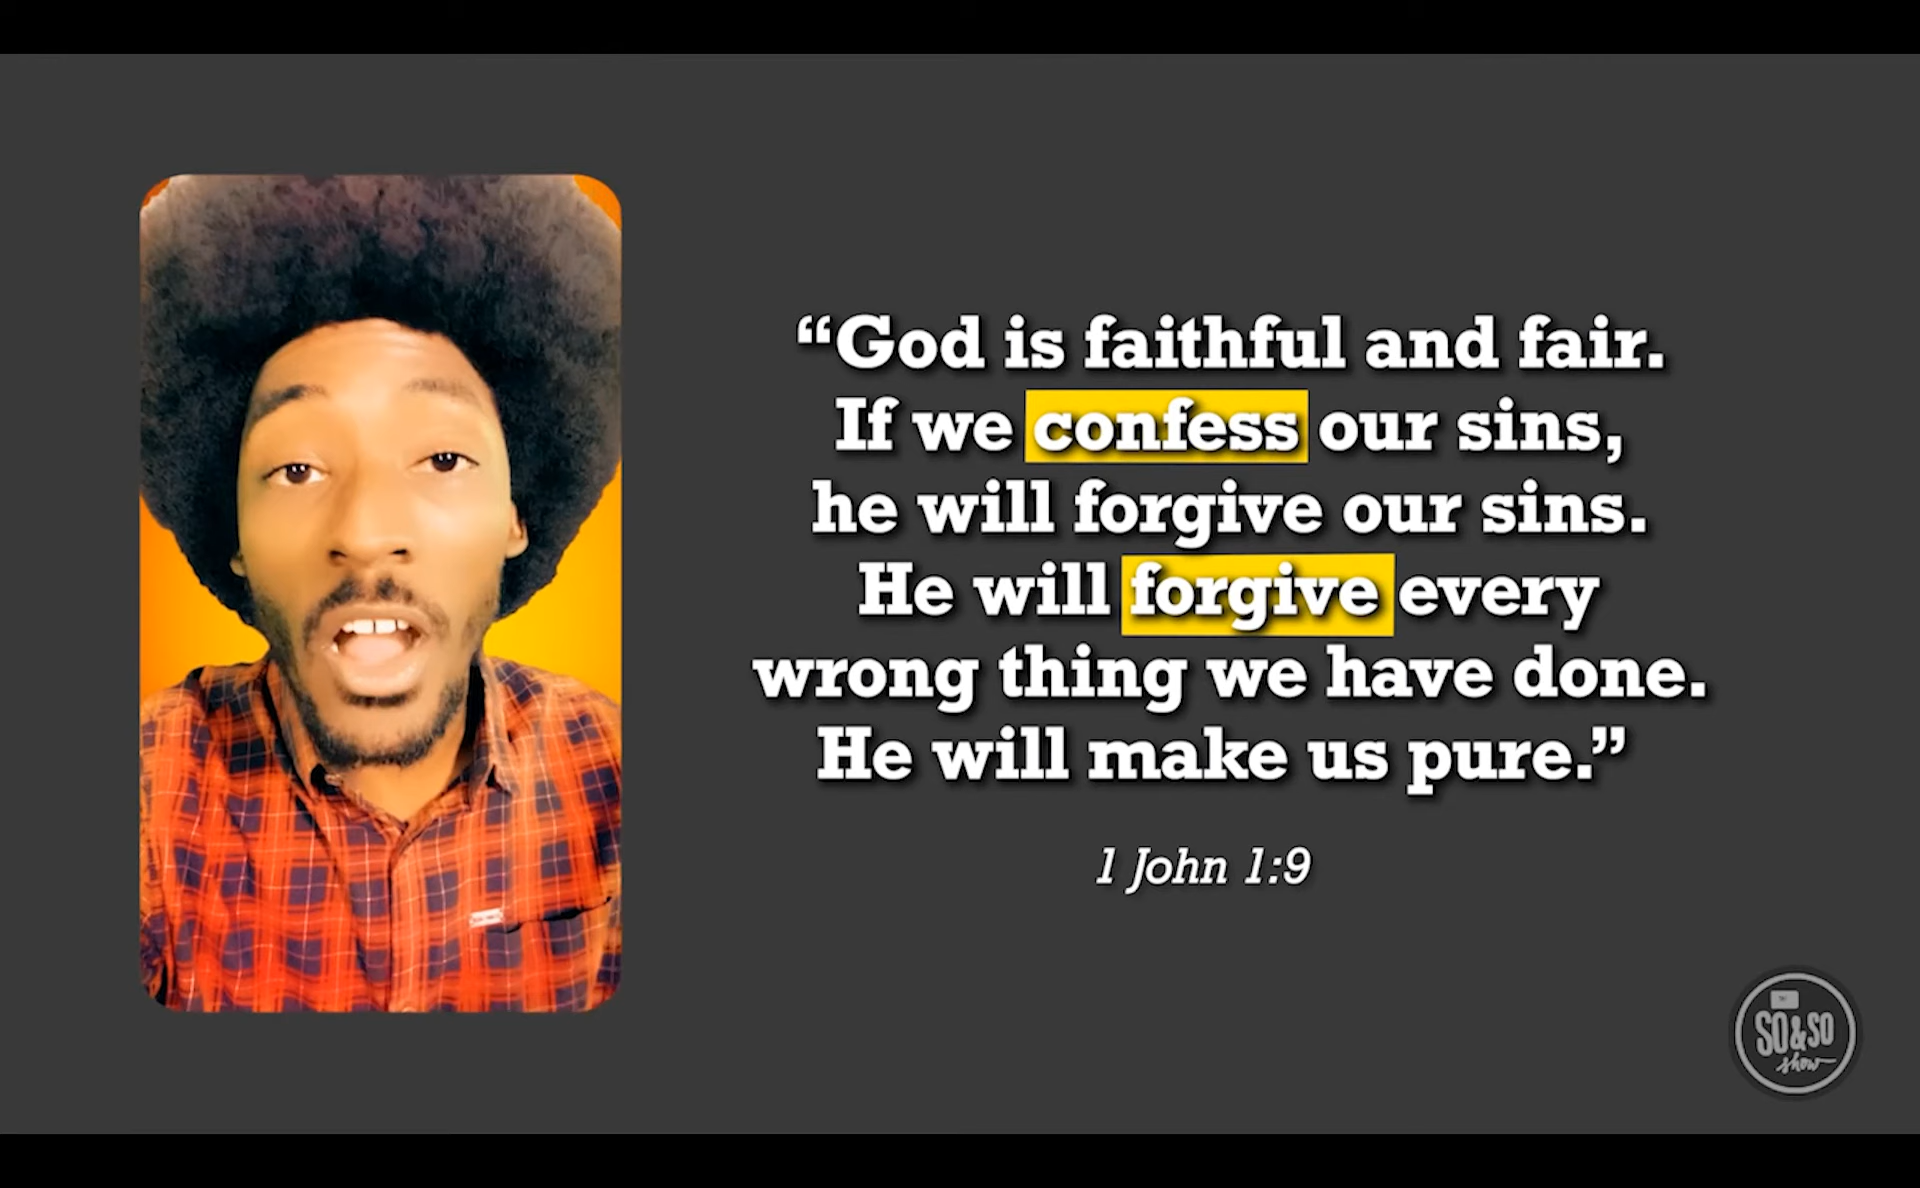 “God is faithful and fair.
If we confess our sins,
he will forgive our sins.
He will forgive every
wrong thing we have done.
He will make us pure.”
1 John 1:9
SO & SO
show